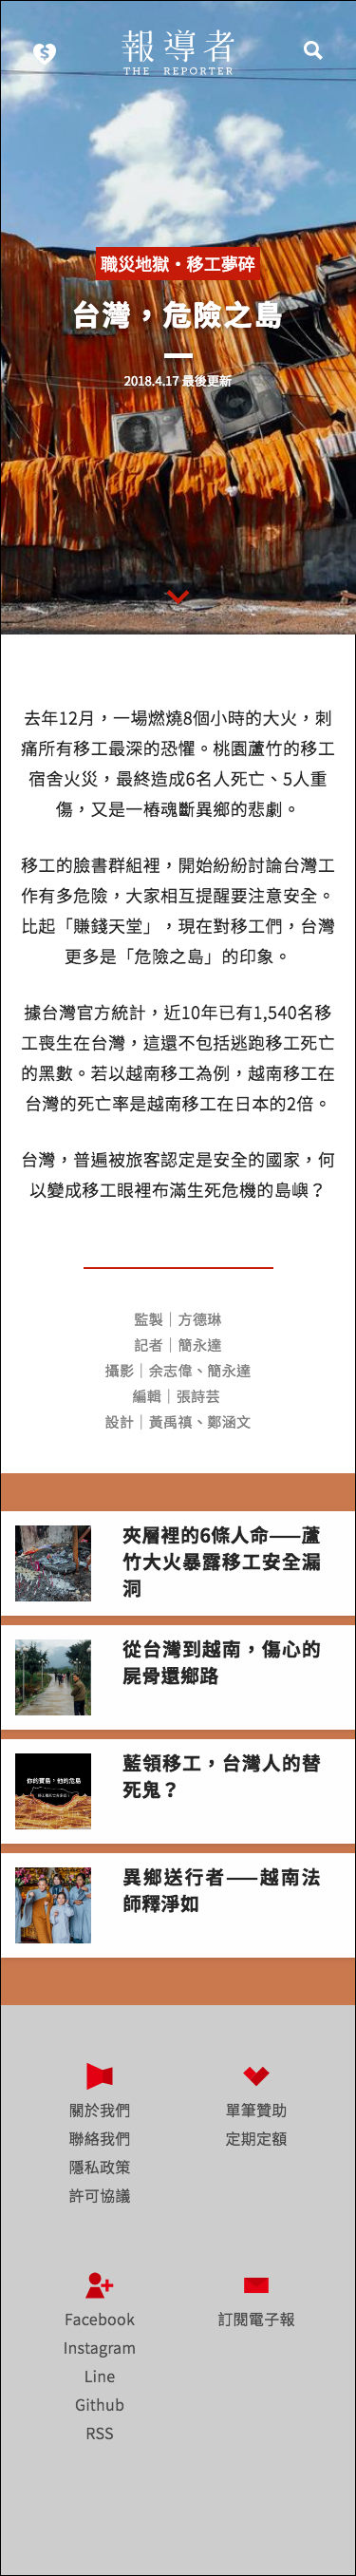 報導者
THE REPORTER
職災地獄・移工夢碎
台灣，危險之島
2018.4.17 最後更新
去年12月，一場燃燒8個小時的大火，刺
痛所有移工最深的恐懼。桃園蘆竹的移工
宿舍火災，最終造成6名人死亡、5人重
傷，又是一樁魂斷異鄉的悲劇。
移工的臉書群組裡，開始紛紛討論台灣工
作有多危險，大家相互提醒要注意安全。
比起「賺錢天堂」，現在對移工們，台灣
更多是「危險之島」的印象。
據台灣官方統計，近10年已有1,540名移
工喪生在台灣，這還不包括逃跑移工死亡
的黑數。若以越南移工為例，越南移工在
台灣的死亡率是越南移工在日本的2倍。
台灣，普遍被旅客認定是安全的國家，何
以變成移工眼裡布滿生死危機的島嶼？
監製｜方德琳
記者｜簡永達
攝影｜余志偉、簡永達
編輯｜張詩芸
設計｜黃禹禛、鄭涵文
夾層裡的6條人命——蘆
竹大火暴露移工安全漏
洞
從台灣到越南，傷心的
屍骨還鄉路
藍領移工，台灣人的替
死鬼？
你的寶島，他的危島
異鄉送行者——越南法
師釋淨如
關於我們
聯絡我們
隱私政策
許可協議
單筆贊助
定期定額
Facebook
Instagram
Line
Github
RSS
訂閱電子報